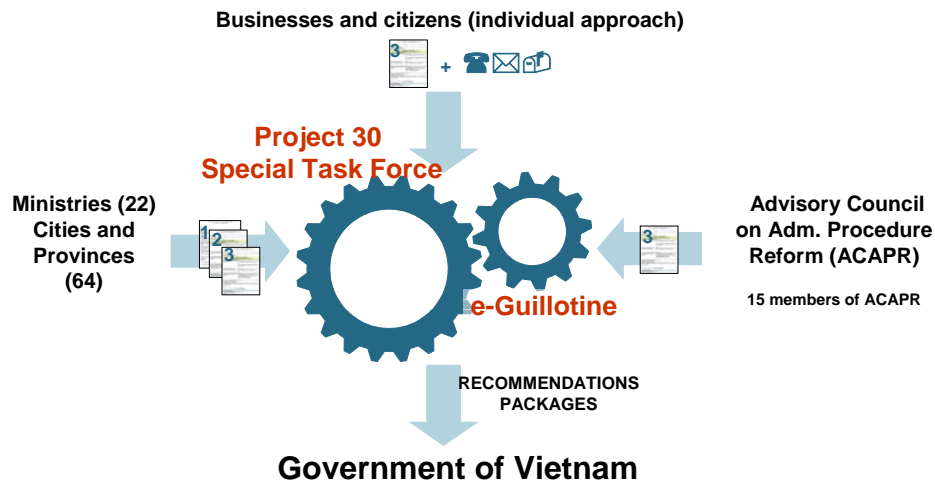 Businesses and citizens (individual approach)
3
+
Project 30
Special Task Force
Ministries (22)
Cities and
Provinces
(64)
1
2
3
3
Advisory Council
on Adm. Procedure
Reform (ACAPR)
15 members of ACAPR
e-Guillotine
RECOMMENDATIONS
PACKAGES
Government of Vietnam